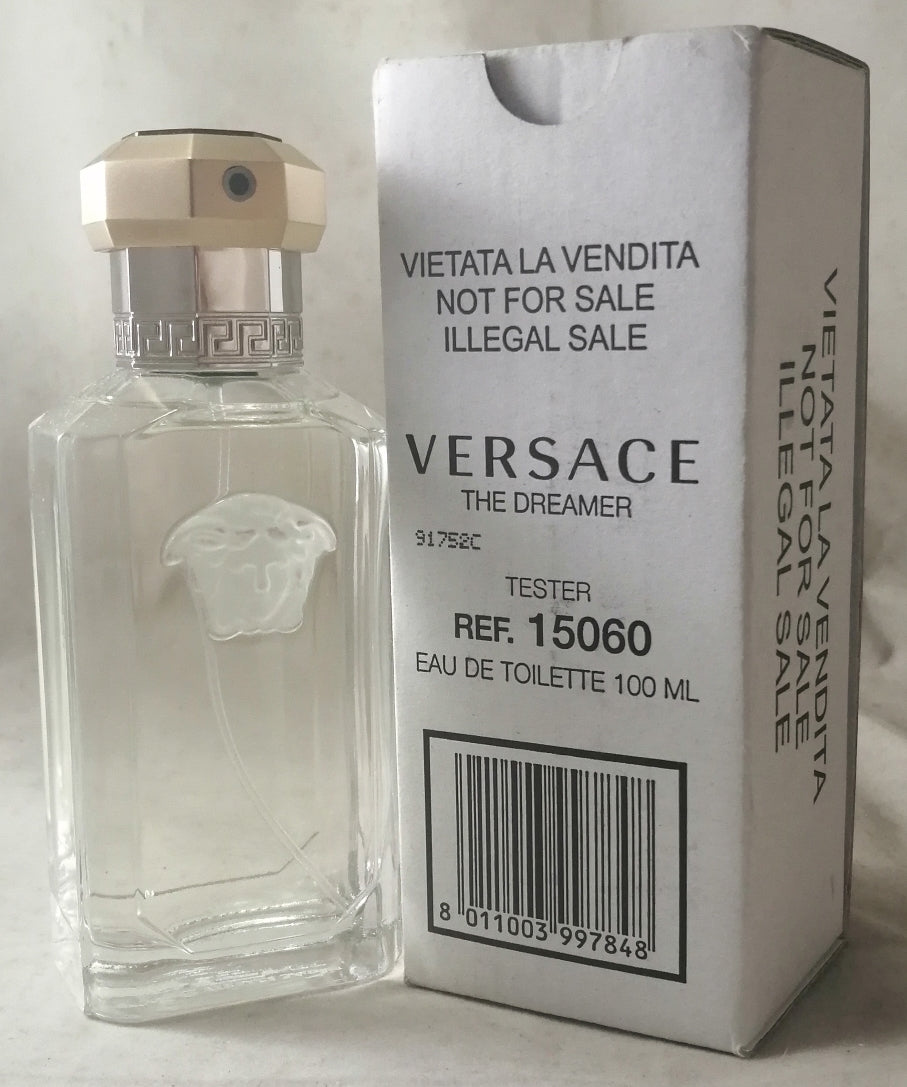 VIETATA LA VENDITA
NOT FOR SALE
ILLEGAL SALE
VERSACE
THE DREAMER
91752C
TESTER
REF. 15060
EAU DE TOILETTE 100 ML
8 011003 997848
VIETATA LA VENDITA
NOT FOR SALE
ILLEGAL SALE